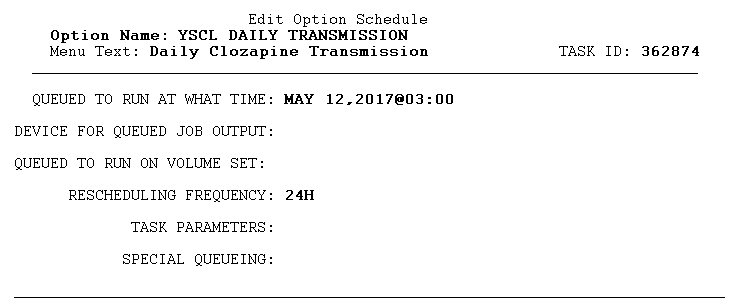 Edit Option Schedule
Option Name: YSCL DAILY TRANSMISSION
Menu Text: Daily Clozapine Transmission TASK ID: 362874
QUEUED TO RUN AT WHAT TIME: MAY 12,2017@03:00
DEVICE FOR QUEUED JOB OUTPUT:
QUEUED TO RUN ON VOLUME SET:
RESCHEDULING FREQUENCY: 24H
TASK PARAMETERS:
SPECIAL QUEUEING: